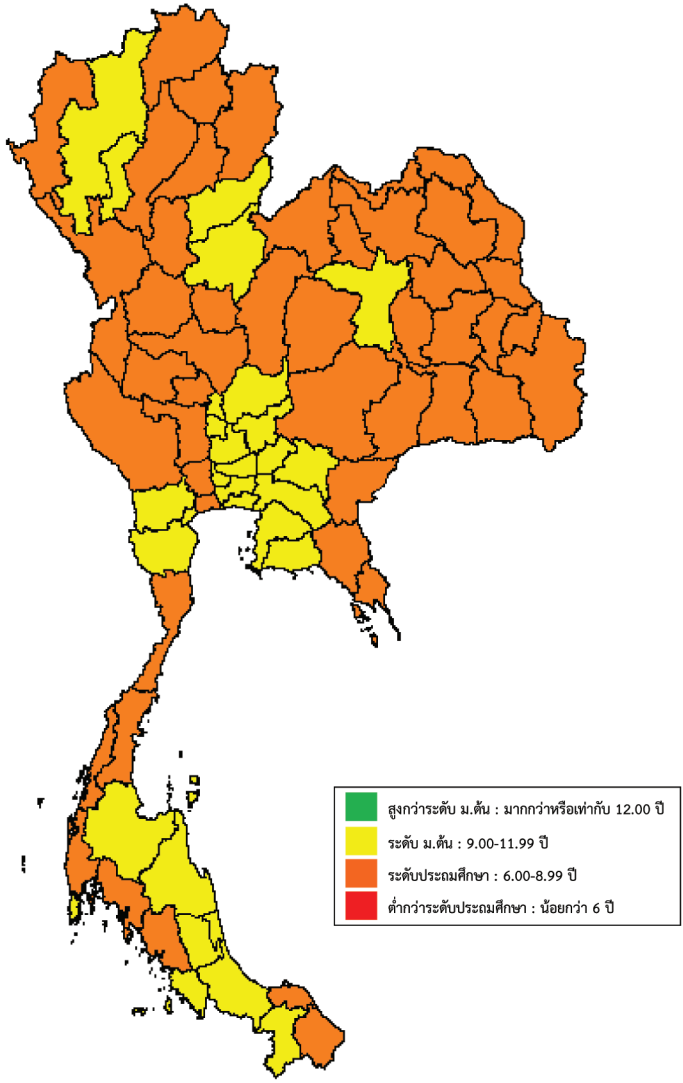 สูงกว่าระดับ ม.ต้น : มากกว่าหรือเท่ากับ 12.00 ปี
ระดับ ม.ต้น : 9.00-11.99 ปี
ระดับประถมศึกษา : 6.00-8.99 ปี
ต่ำกว่าระดับประถมศึกษา : น้อยกว่า 6 ปี